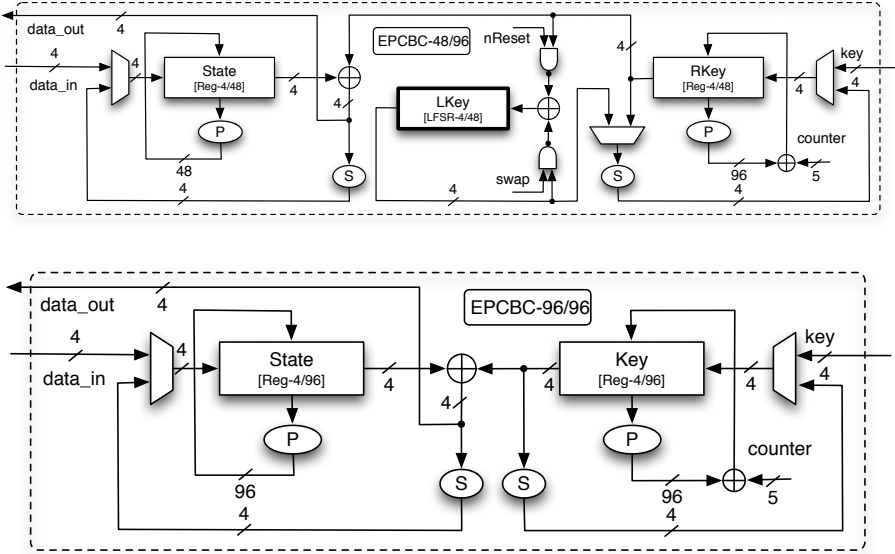 data_out
4
EPCBC-48/96
nReset
4
4
data_in
4
State
[Reg-4/48]
4
4
LKey
[LFSR-4/48]
4
RKey
[Reg-4/48]
4
key
4
4
P
P
counter
48
S
swap
S
96
5
4
4
4
data_out
4
EPCBC-96/96
4
data_in
4
State
[Reg-4/96]
4
4
4
Key
[Reg-4/96]
4
key
4
4
P
P
counter
96
S
S
96
5
4
4